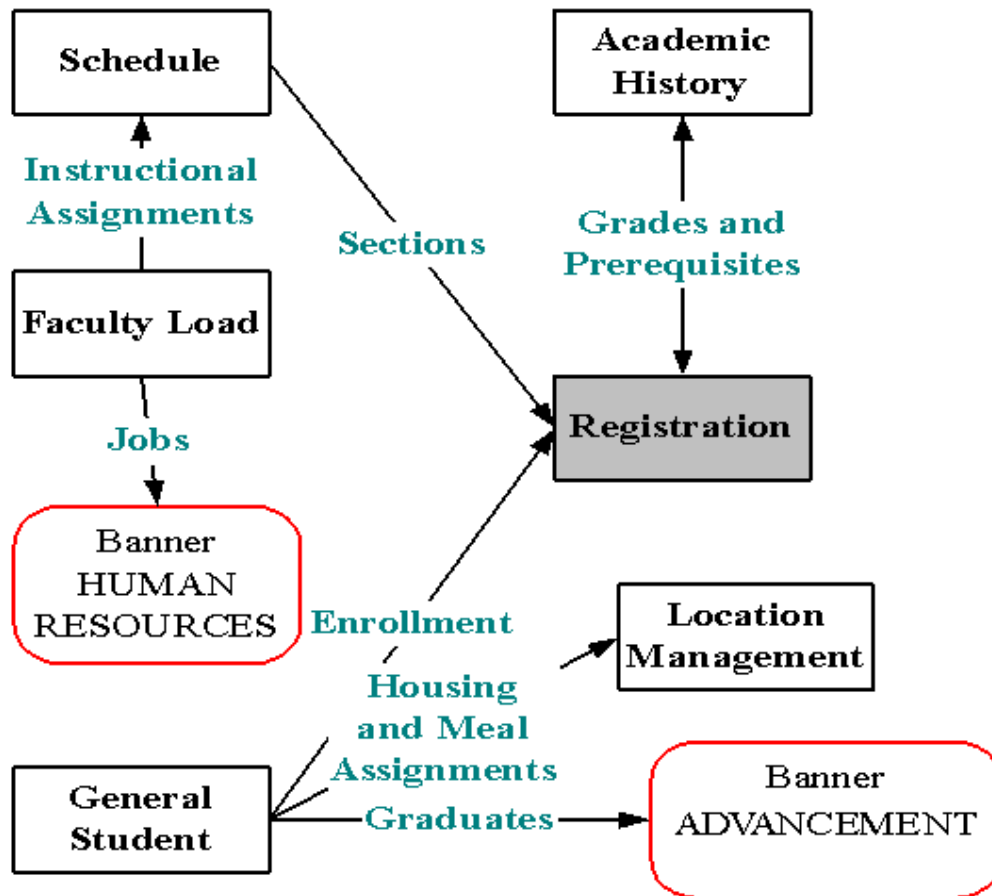 Schedule
Academic
History
Instructional
Assignments
Sections
Grades and
Prerequisites
Faculty Load
Registration
Jobs
Banner
HUMAN
RESOURCES
Enrollment
Location
Management
Housing
and Meal
Assignments
General
Student
Graduates
Banner
ADVANCEMENT